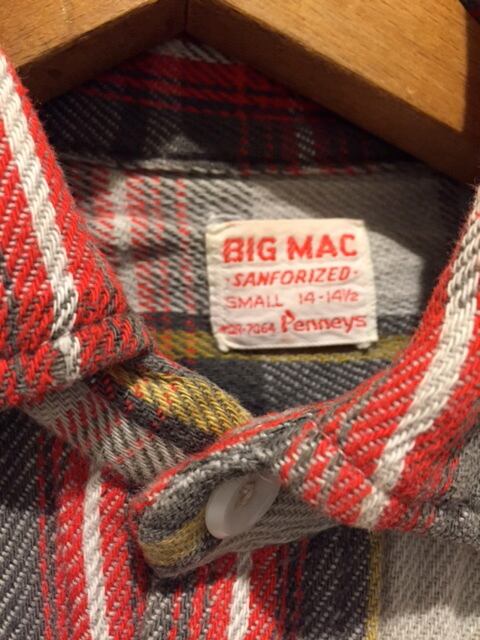 BIG MAC
·SANFORIZED·
SMALL 14-14½
Penneys